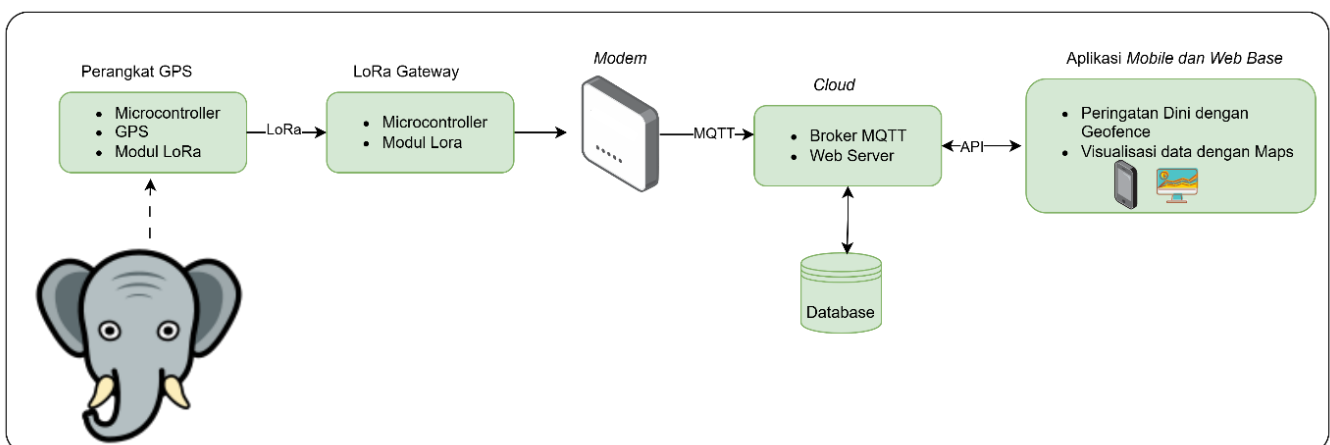 Perangkat GPS
Microcontroller
GPS
Modul LoRa
LoRa
LoRa Gateway
Microcontroller
Modul Lora
Modem
MQTT
Cloud
Broker MQTT
Web Server
Database
API
Aplikasi Mobile dan Web Base
Peringatan Dini dengan
Geofence
Visualisasi data dengan Maps